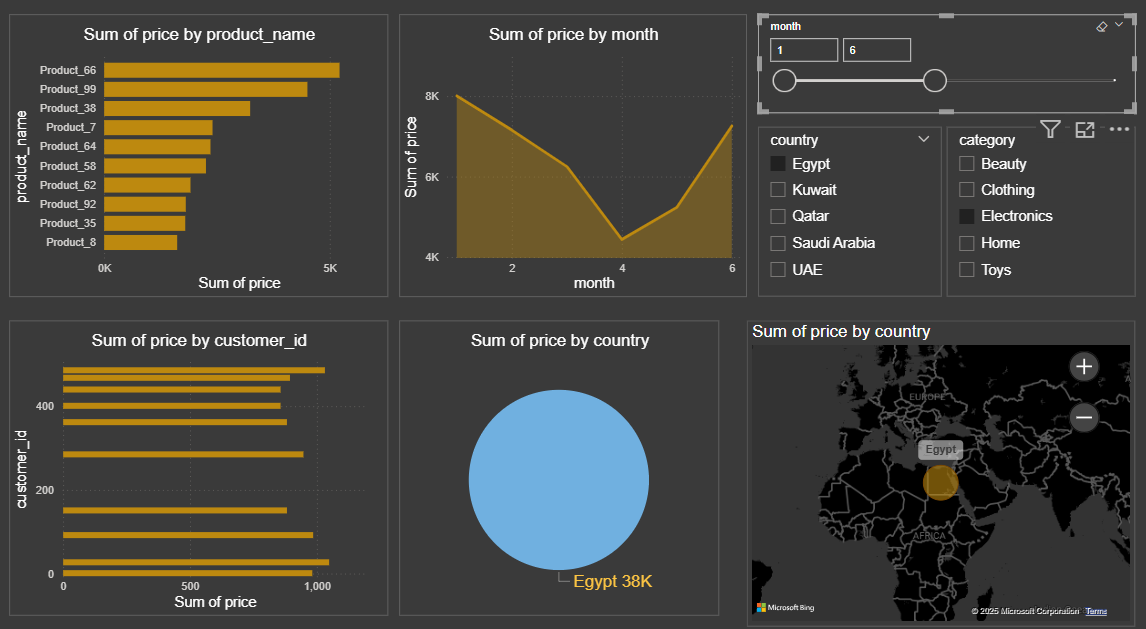 Sum of price by product_name
product_name
Product_66
Product_99
Product_38
Product_7
Product_64
Product_58
Product_62
Product_92
Product_35
Product_8
0K 5K
Sum of price
Sum of price by month
Sum of price
8K
6K
4K
2 4 6
month
month
1 6
country
Egypt
Kuwait
Qatar
Saudi Arabia
UAE
category
Beauty
Clothing
Electronics
Home
Toys
Sum of price by customer_id
customer_id
400
200
0
0 500 1,000
Sum of price
Sum of price by country
Egypt 38K
Sum of price by country
EUROPE
Egypt
AFRICA
Microsoft Bing
© 2025 Microsoft Corporation Terms